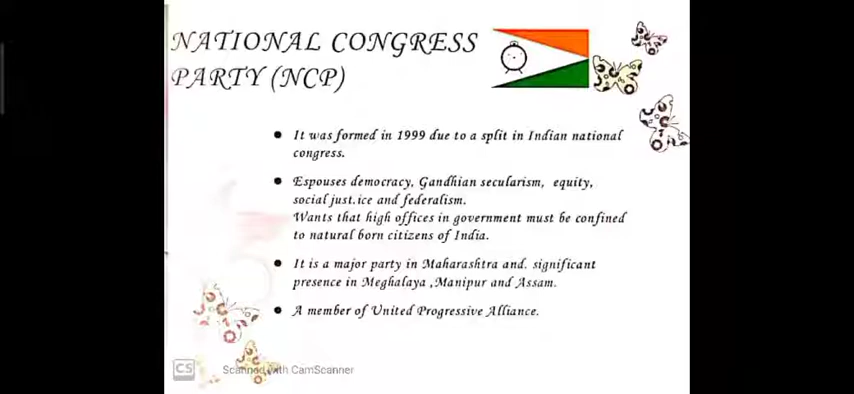 NATIONAL CONGRESS
PARTY (NCP)
It was formed in 1999 due to a split in Indian national
congress.
Espouses democracy, Gandhian secularism, equity,
social just.ice and federalism.
Wants that high offices in government must be confined
to natural born citizens of India.
It is a major party in Maharashtra and. significant
presence in Meghalaya ,Manipur and Assam.
A member of United Progressive Alliance.
CS Scanned with CamScanner